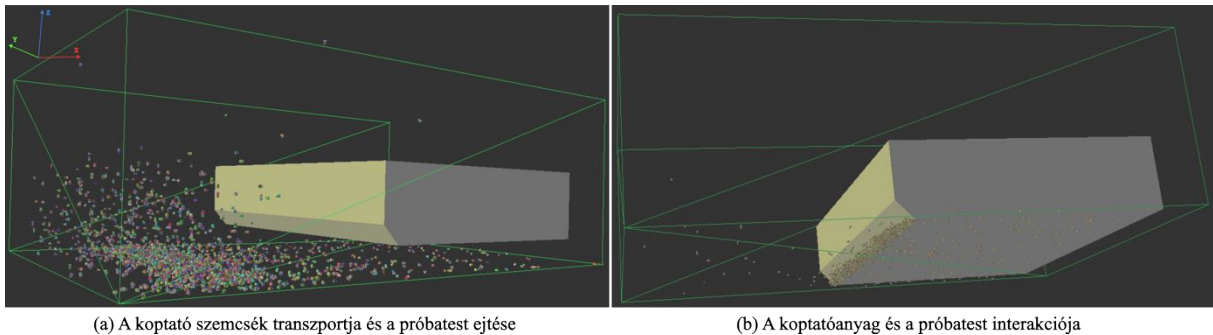 Z
Y
X
(a) A koptató szemcsék transzportja és a próbatest ejtése
(b) A koptatóanyag és a próbatest interakciója